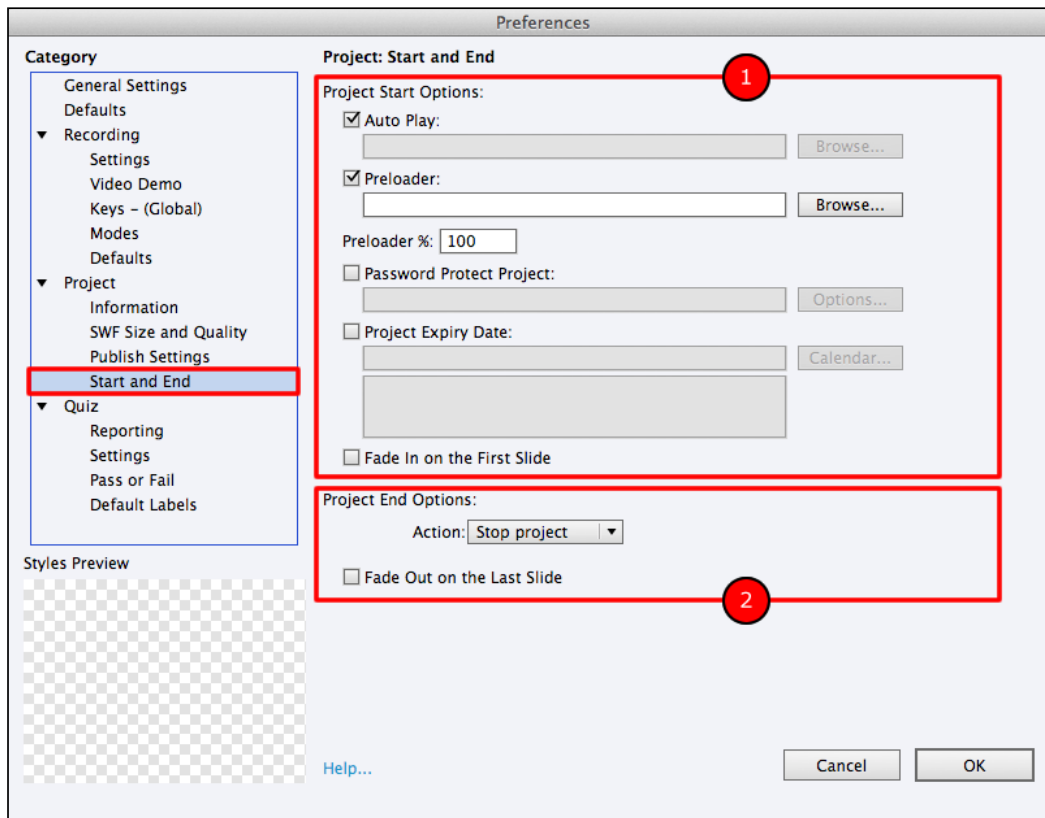 Preferences
Category
General Settings
Defaults
Recording
Settings
Video Demo
Keys – (Global)
Modes
Defaults
Project
Information
SWF Size and Quality
Publish Settings
Start and End
Quiz
Reporting
Settings
Pass or Fail
Default Labels
Styles Preview
Project: Start and End
1
Project Start Options:
Auto Play:
Browse...
Preloader:
Browse...
Preloader %: 100
Password Protect Project:
Options...
Project Expiry Date:
Calendar...
Fade In on the First Slide
Project End Options:
Action: Stop project
Fade Out on the Last Slide
2
Help...
Cancel
OK